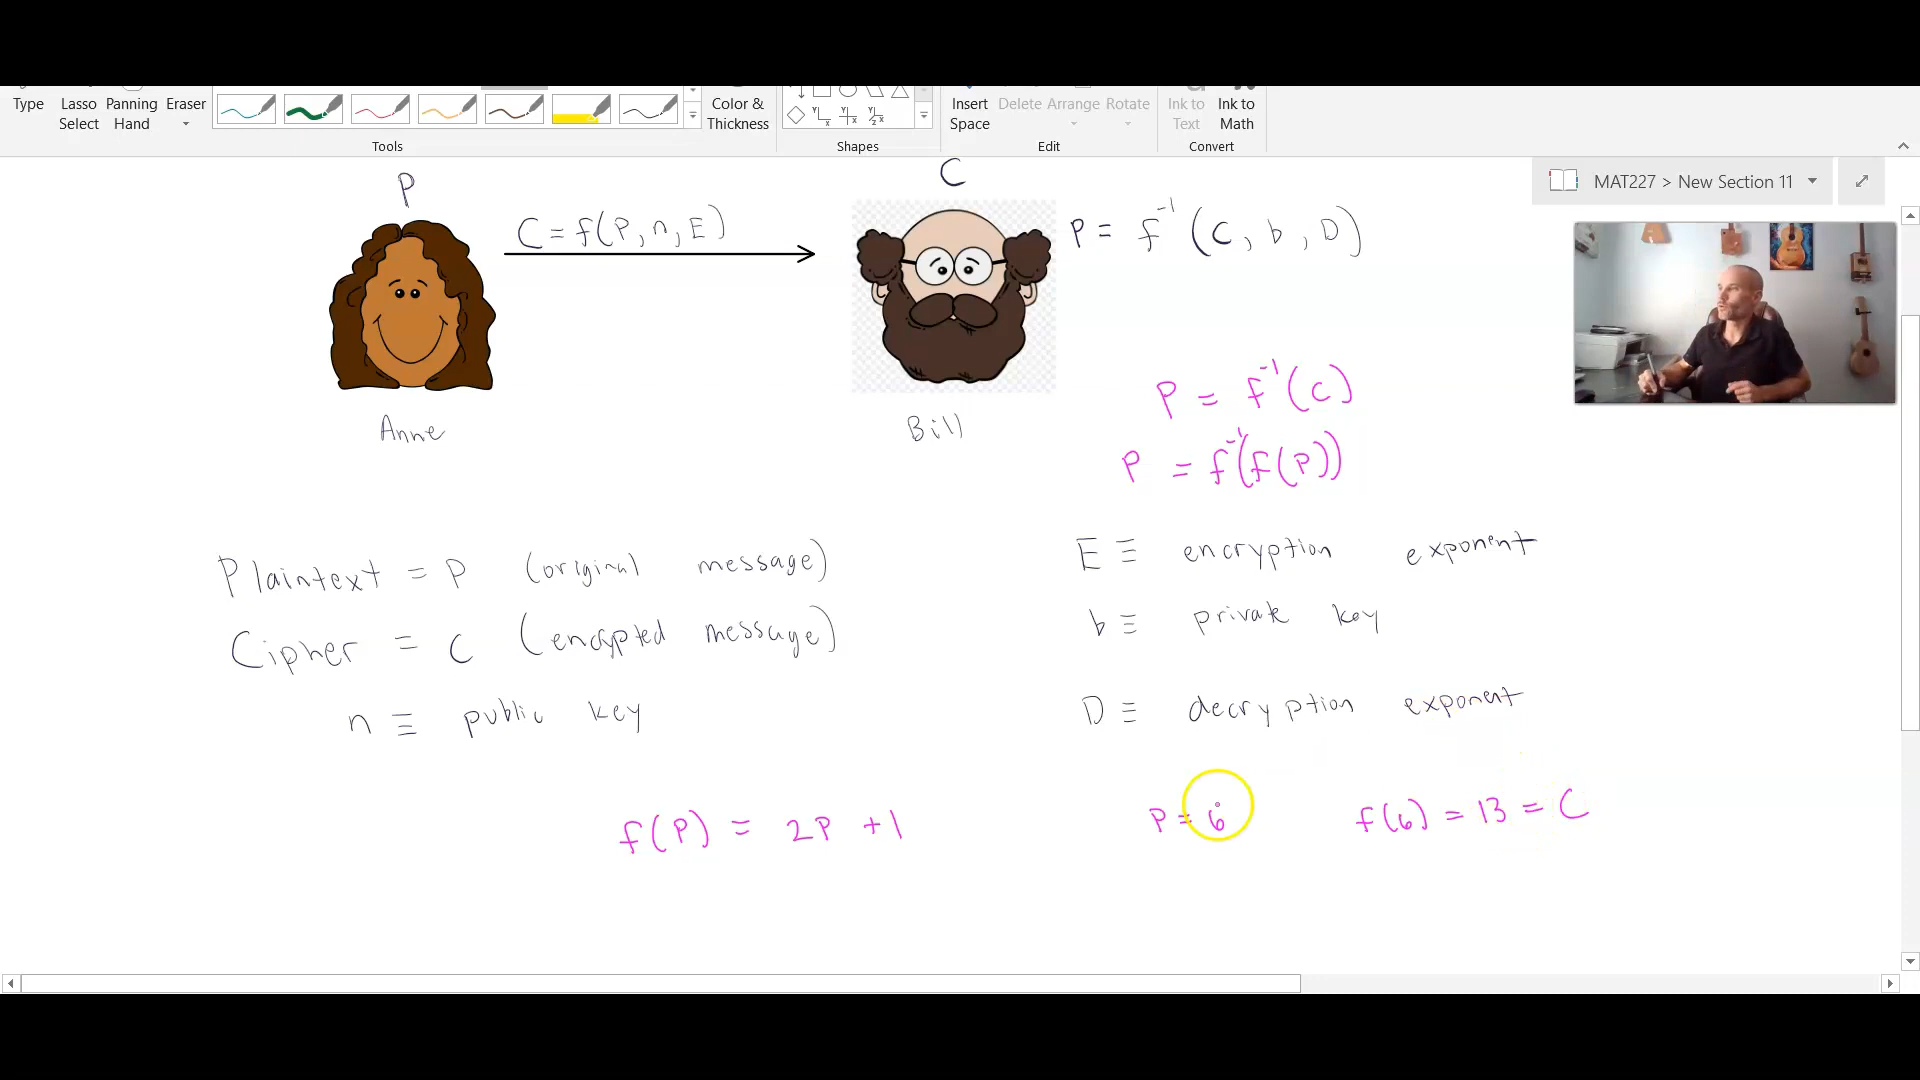 Type
Lasso Select
Panning Hand
Eraser
Color & Thickness
Insert Space
Delete
Arrange
Rotate
Ink to Text
Ink to Math
Tools
Shapes
Edit
Convert
MAT227 > New Section 11
P
C
C = f(P, n, E)
P = f⁻¹(C, b, D)
P = f⁻¹(C)
P = f⁻¹(f(P))
Anne
Bill
Plaintext = P (original message)
Cipher = C (encrypted message)
n ≡ public key
E ≡ encryption exponent
b ≡ private key
D ≡ decryption exponent
f(P) = 2P + 1
P = 6
f(6) = 13 = C